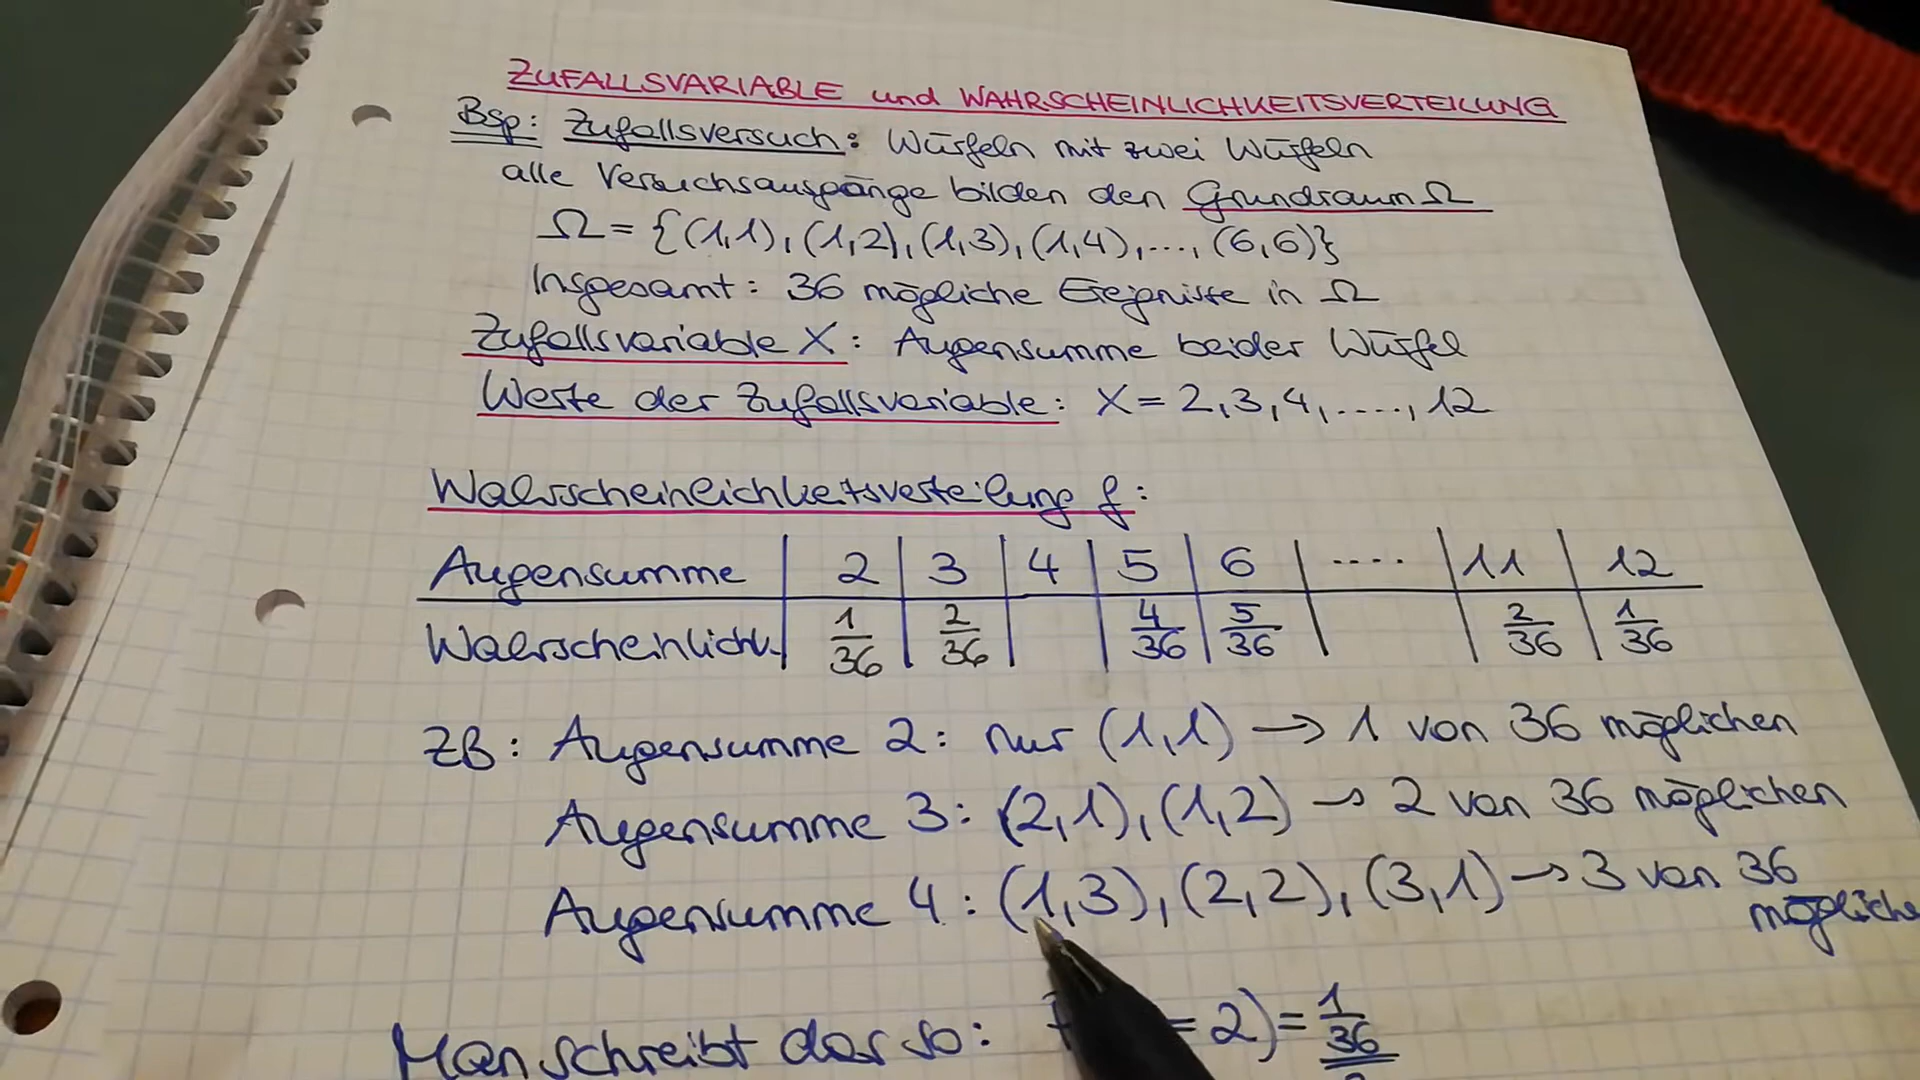 ZUFALLSVARIABLE und WAHRSCHEINLICHKEITSVERTEILUNG
Bsp: Zufallsversuch: Würfeln mit zwei Würfeln
alle Versuchsausgänge bilden den Grundraum Ω
Ω = {(1,1), (1,2), (1,3), (1,4), ..., (6,6)}
Insgesamt: 36 mögliche Ereignisse in Ω
Zufallsvariable X: Augensumme beider Würfel
Werte der Zufallsvariable: X = 2, 3, 4, ....., 12
Wahrscheinlichkeitsverteilung f:
Augensumme | 2 | 3 | 4 | 5 | 6 | .... | 11 | 12
Wahrscheinlichk. | 1/36 | 2/36 | | 4/36 | 5/36 | | 2/36 | 1/36
ZB: Augensumme 2: nur (1,1) → 1 von 36 möglichen
Augensumme 3: (2,1), (1,2) → 2 von 36 möglichen
Augensumme 4: (1,3), (2,2), (3,1) → 3 von 36
mögliche
Man schreibt das so: = 2) = 1/36